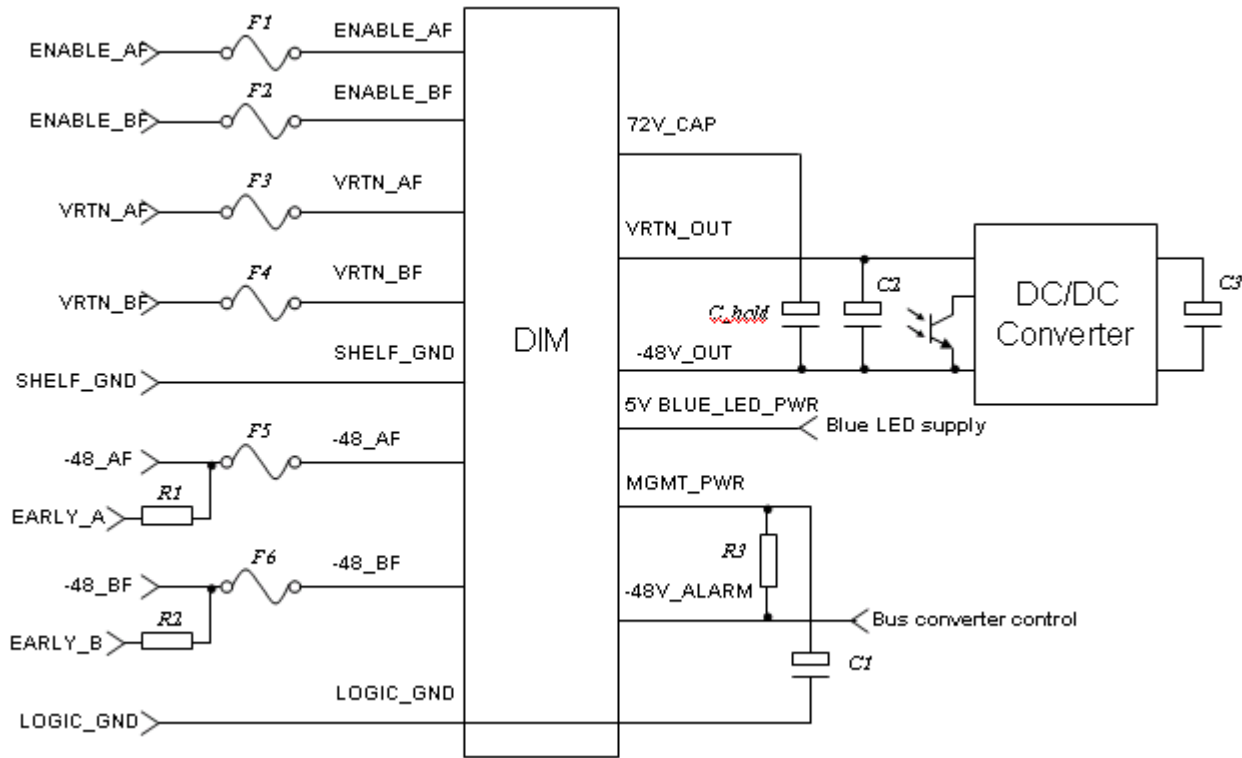 F1
ENABLE_AF
ENABLE_AF
F2
ENABLE_BF
ENABLE_BF
F3
VRTN_AF
VRTN_AF
F4
VRTN_BF
VRTN_BF
SHELF_GND
SHELF_GND
F5
-48_AF
-48_AF
R1
EARLY_A
F6
-48_BF
-48_BF
R2
EARLY_B
LOGIC_GND
LOGIC_GND
DIM
72V_CAP
VRTN_OUT
C_hold
C2
-48V_OUT
DC/DC
Converter
C3
5V BLUE_LED_PWR
Blue LED supply
MGMT_PWR
R3
-48V_ALARM
Bus converter control
C1